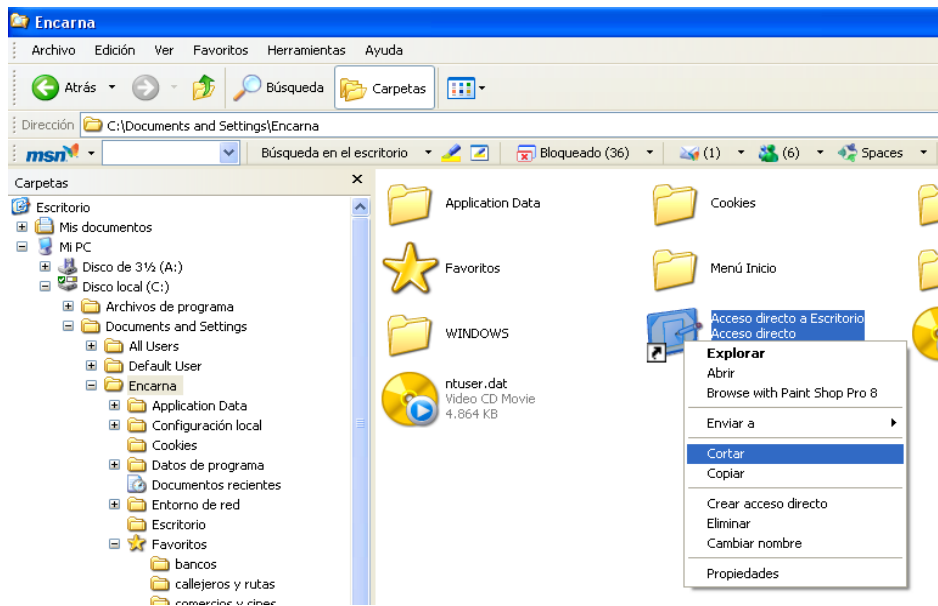 Encarna
Archivo Edición Ver Favoritos Herramientas Ayuda
Atrás Búsqueda Carpetas
Dirección C:\Documents and Settings\Encarna
msn Búsqueda en el escritorio Bloqueado (36) (1) (6) Spaces
Carpetas
Escritorio
Mis documentos
Mi PC
Disco de 3½ (A:)
Disco local (C:)
Archivos de programa
Documents and Settings
All Users
Default User
Encarna
Application Data
Configuración local
Cookies
Datos de programa
Documentos recientes
Entorno de red
Escritorio
Favoritos
bancos
callejeros y rutas
comercios y cines
Application Data
Cookies
Favoritos
Menú Inicio
WINDOWS
Acceso directo a Escritorio
Acceso directo
ntuser.dat
Video CD Movie
4.864 KB
Explorar
Abrir
Browse with Paint Shop Pro 8
Enviar a
Cortar
Copiar
Crear acceso directo
Eliminar
Cambiar nombre
Propiedades